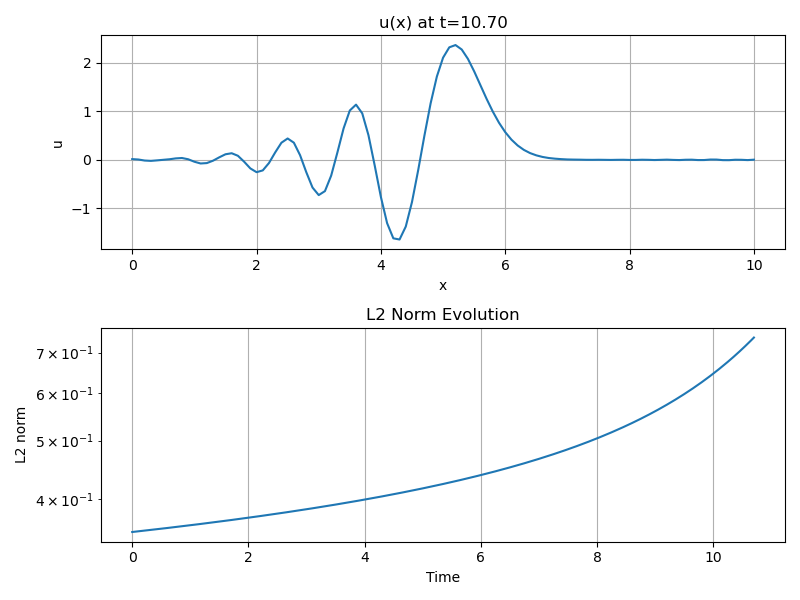 u(x) at t=10.70
2
1
0
−1
u
0 2 4 6 8 10
x
L2 Norm Evolution
7 × 10⁻¹
6 × 10⁻¹
5 × 10⁻¹
4 × 10⁻¹
L2 norm
0 2 4 6 8 10
Time